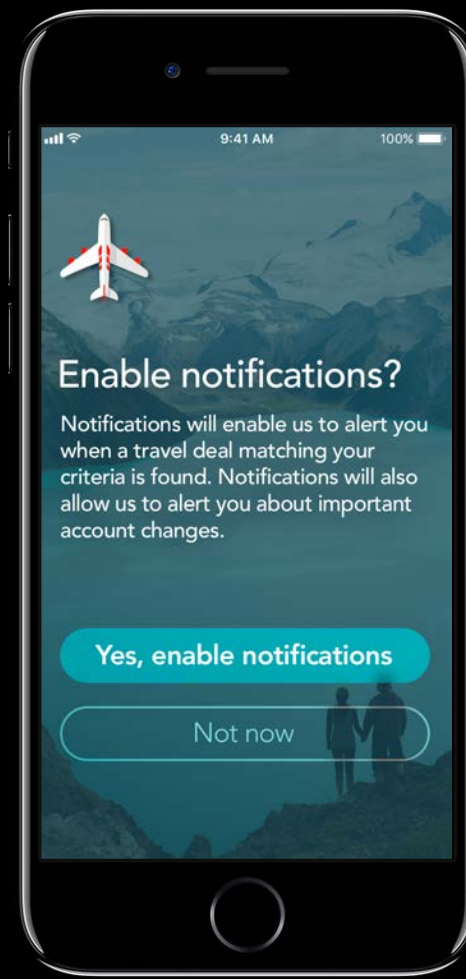 9:41 AM
100%
Enable notifications?
Notifications will enable us to alert you
when a travel deal matching your
criteria is found. Notifications will also
allow us to alert you about important
account changes.
Yes, enable notifications
Not now